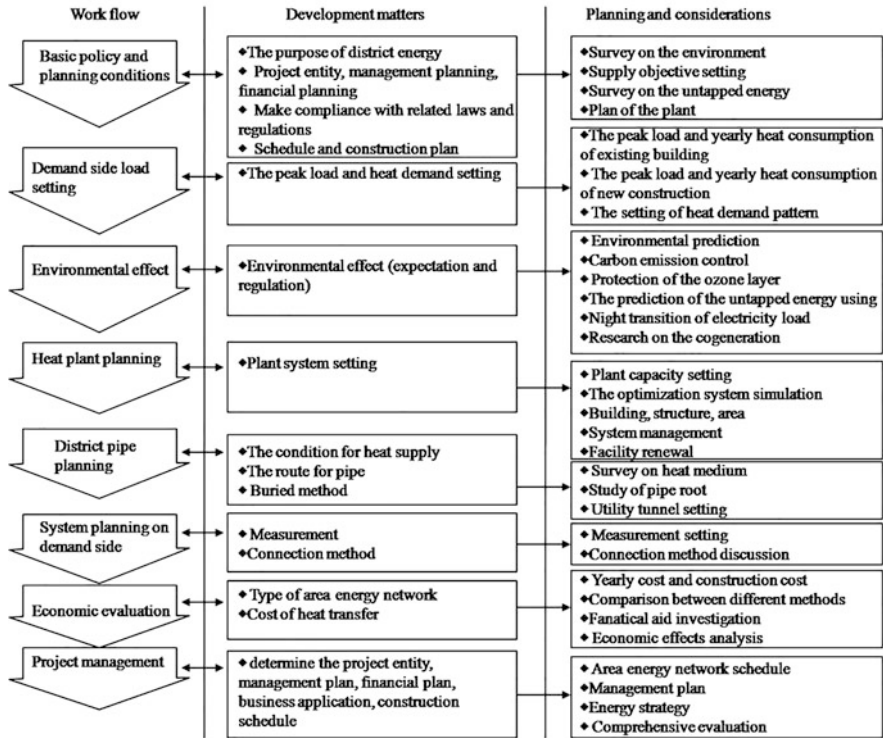 Work flow
Development matters
Planning and considerations
Basic policy and
planning conditions
◆The purpose of district energy
◆ Project entity, management planning,
financial planning
◆ Make compliance with related laws and
regulations
◆ Schedule and construction plan
◆Survey on the environment
◆Supply objective setting
◆Survey on the untapped energy
◆Plan of the plant
Demand side load
setting
◆The peak load and heat demand setting
◆The peak load and yearly heat consumption
of existing building
◆ The peak load and yearly heat consumption
of new construction
◆ The setting of heat demand pattern
Environmental effect
◆Environmental effect (expectation and
regulation)
◆ Environmental prediction
◆Carbon emission control
◆ Protection of the ozone layer
◆The prediction of the untapped energy using
◆Night transition of electricity load
◆Research on the cogeneration
Heat plant planning
◆Plant system setting
◆ Plant capacity setting
◆The optimization system simulation
◆Building, structure, area
◆System management
◆Facility renewal
District pipe
planning
◆The condition for heat supply
◆The route for pipe
◆ Buried method
◆ Survey on heat medium
◆Study of pipe root
◆ Utility tunnel setting
System planning on
demand side
◆ Measurement
◆ Connection method
◆ Measurement setting
◆Connection method discussion
Economic evaluation
◆ Type of area energy network
◆Cost of heat transfer
◆ Yearly cost and construction cost
◆Comparison between different methods
◆Fanatical aid investigation
◆ Economic effects analysis
Project management
◆ determine the project entity,
management plan, financial plan,
business application, construction
schedule
◆ Area energy network schedule
◆Management plan
◆Energy strategy
◆ Comprehensive evaluation